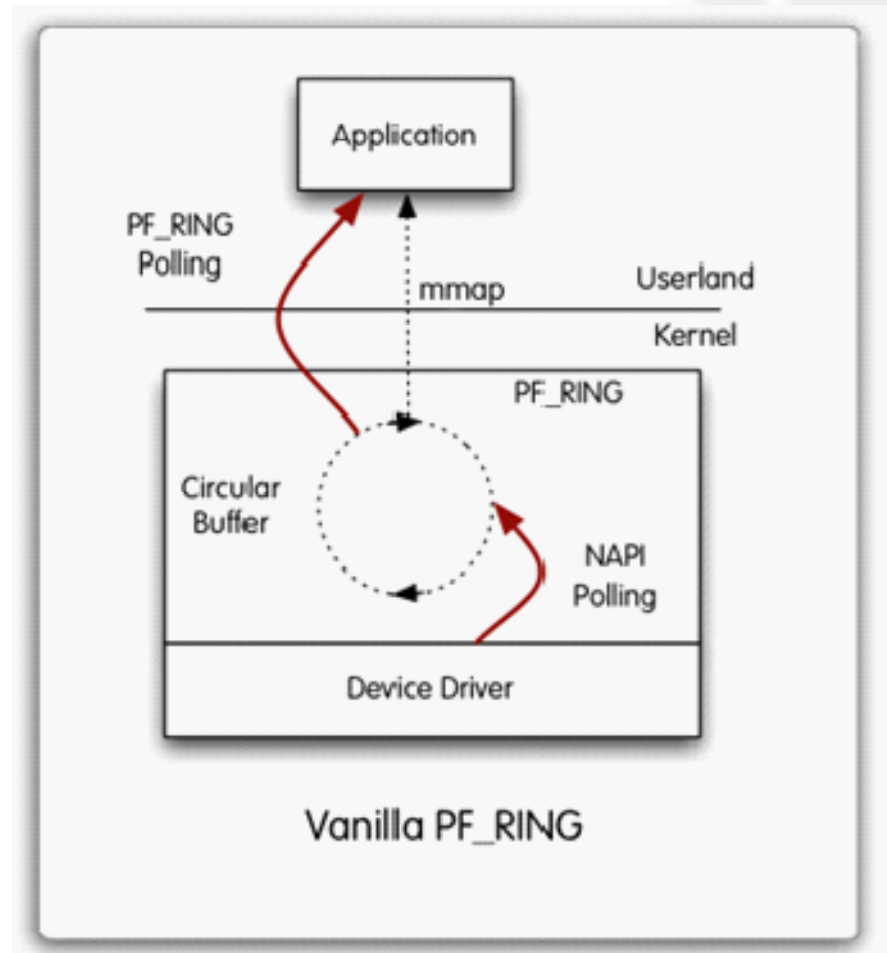 Application
PF_RING
Polling
mmap
Userland
Kernel
PF_RING
Circular
Buffer
NAPI
Polling
Device Driver
Vanilla PF_RING